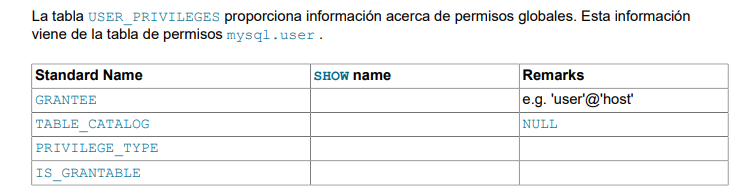 La tabla USER_PRIVILEGES proporciona información acerca de permisos globales. Esta información
viene de la tabla de permisos mysql.user .
Standard Name SHOW name Remarks
GRANTEE e.g. 'user'@'host'
TABLE_CATALOG NULL
PRIVILEGE_TYPE
IS_GRANTABLE